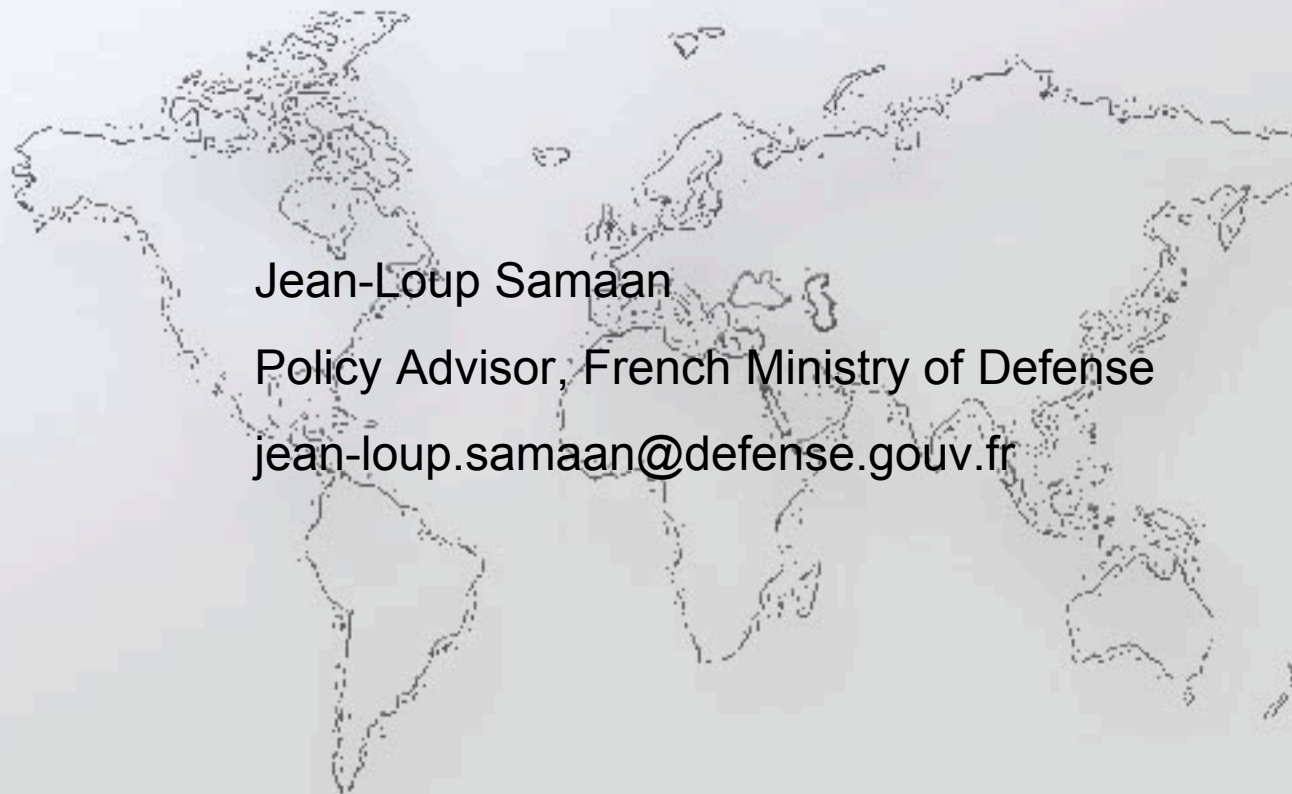 Jean-Loup Samaan
Policy Advisor, French Ministry of Defense
jean-loup.samaan@defense.gouv.fr